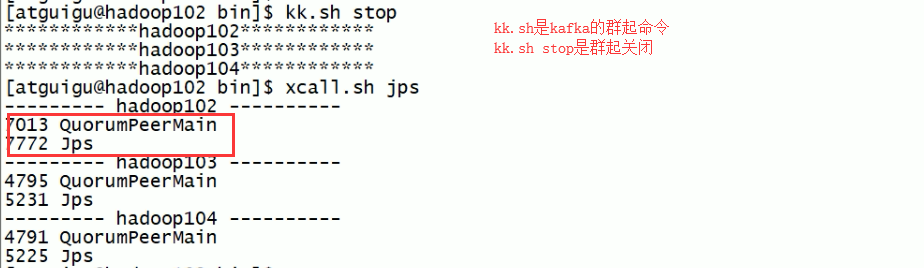 [atguigu@hadoop102 bin]$ kk.sh stop
kk.sh是kafka的群起命令
************hadoop102************
kk.sh stop是群起关闭
************hadoop103************
************hadoop104************
[atguigu@hadoop102 bin]$ xcall.sh jps
--------- hadoop102 ----------
7013 QuorumPeerMain
7772 Jps
--------- hadoop103 ----------
4795 QuorumPeerMain
5231 Jps
--------- hadoop104 ----------
4791 QuorumPeerMain
5225 Jps